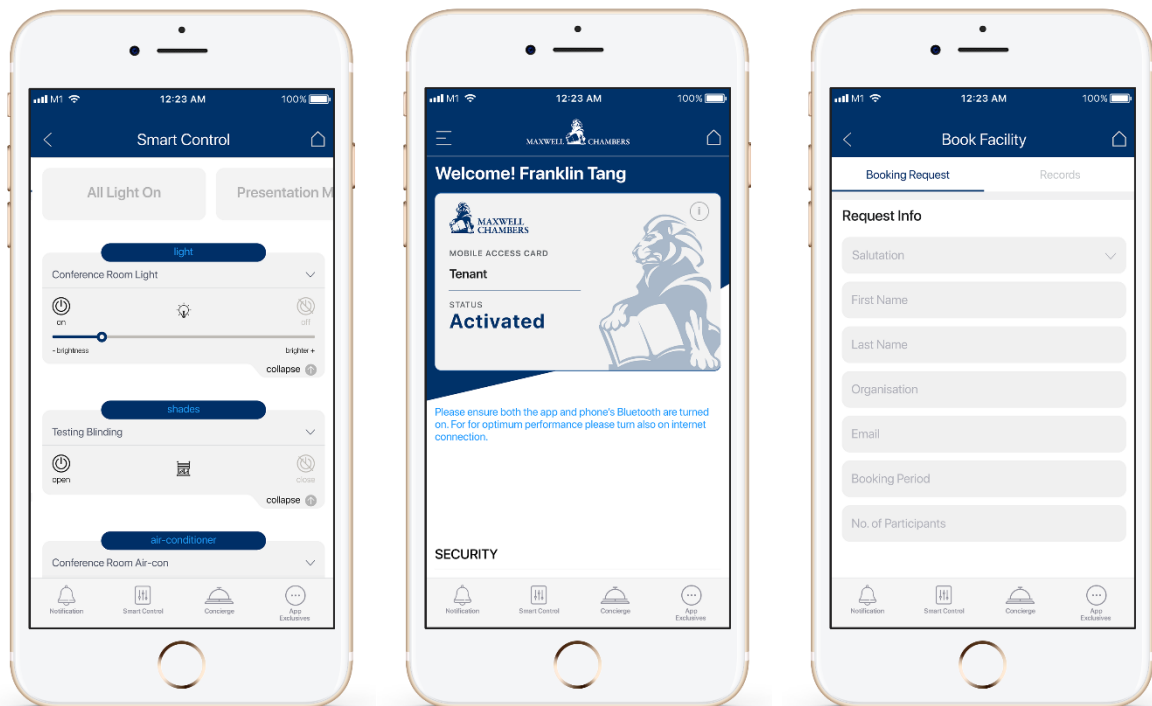 M1 12:23 AM 100%
Smart Control
All Light On Presentation M
light
Conference Room Light
on off
- brightness brighter +
collapse
shades
Testing Blinding
open close
collapse
air-conditioner
Conference Room Air-con
Notification Smart Control Concierge App
Exclusives
M1 12:23 AM 100%
MAXWELL CHAMBERS
Welcome! Franklin Tang
MAXWELL
CHAMBERS
i
MOBILE ACCESS CARD
Tenant
STATUS
Activated
Please ensure both the app and phone's Bluetooth are turned
on. For for optimum performance please turn also on internet
connection.
SECURITY
Notification Smart Control Concierge App
Exclusives
M1 12:23 AM 100%
Book Facility
Booking Request Records
Request Info
Salutation
First Name
Last Name
Organisation
Email
Booking Period
No. of Participants
Notification Smart Control Concierge App
Exclusives